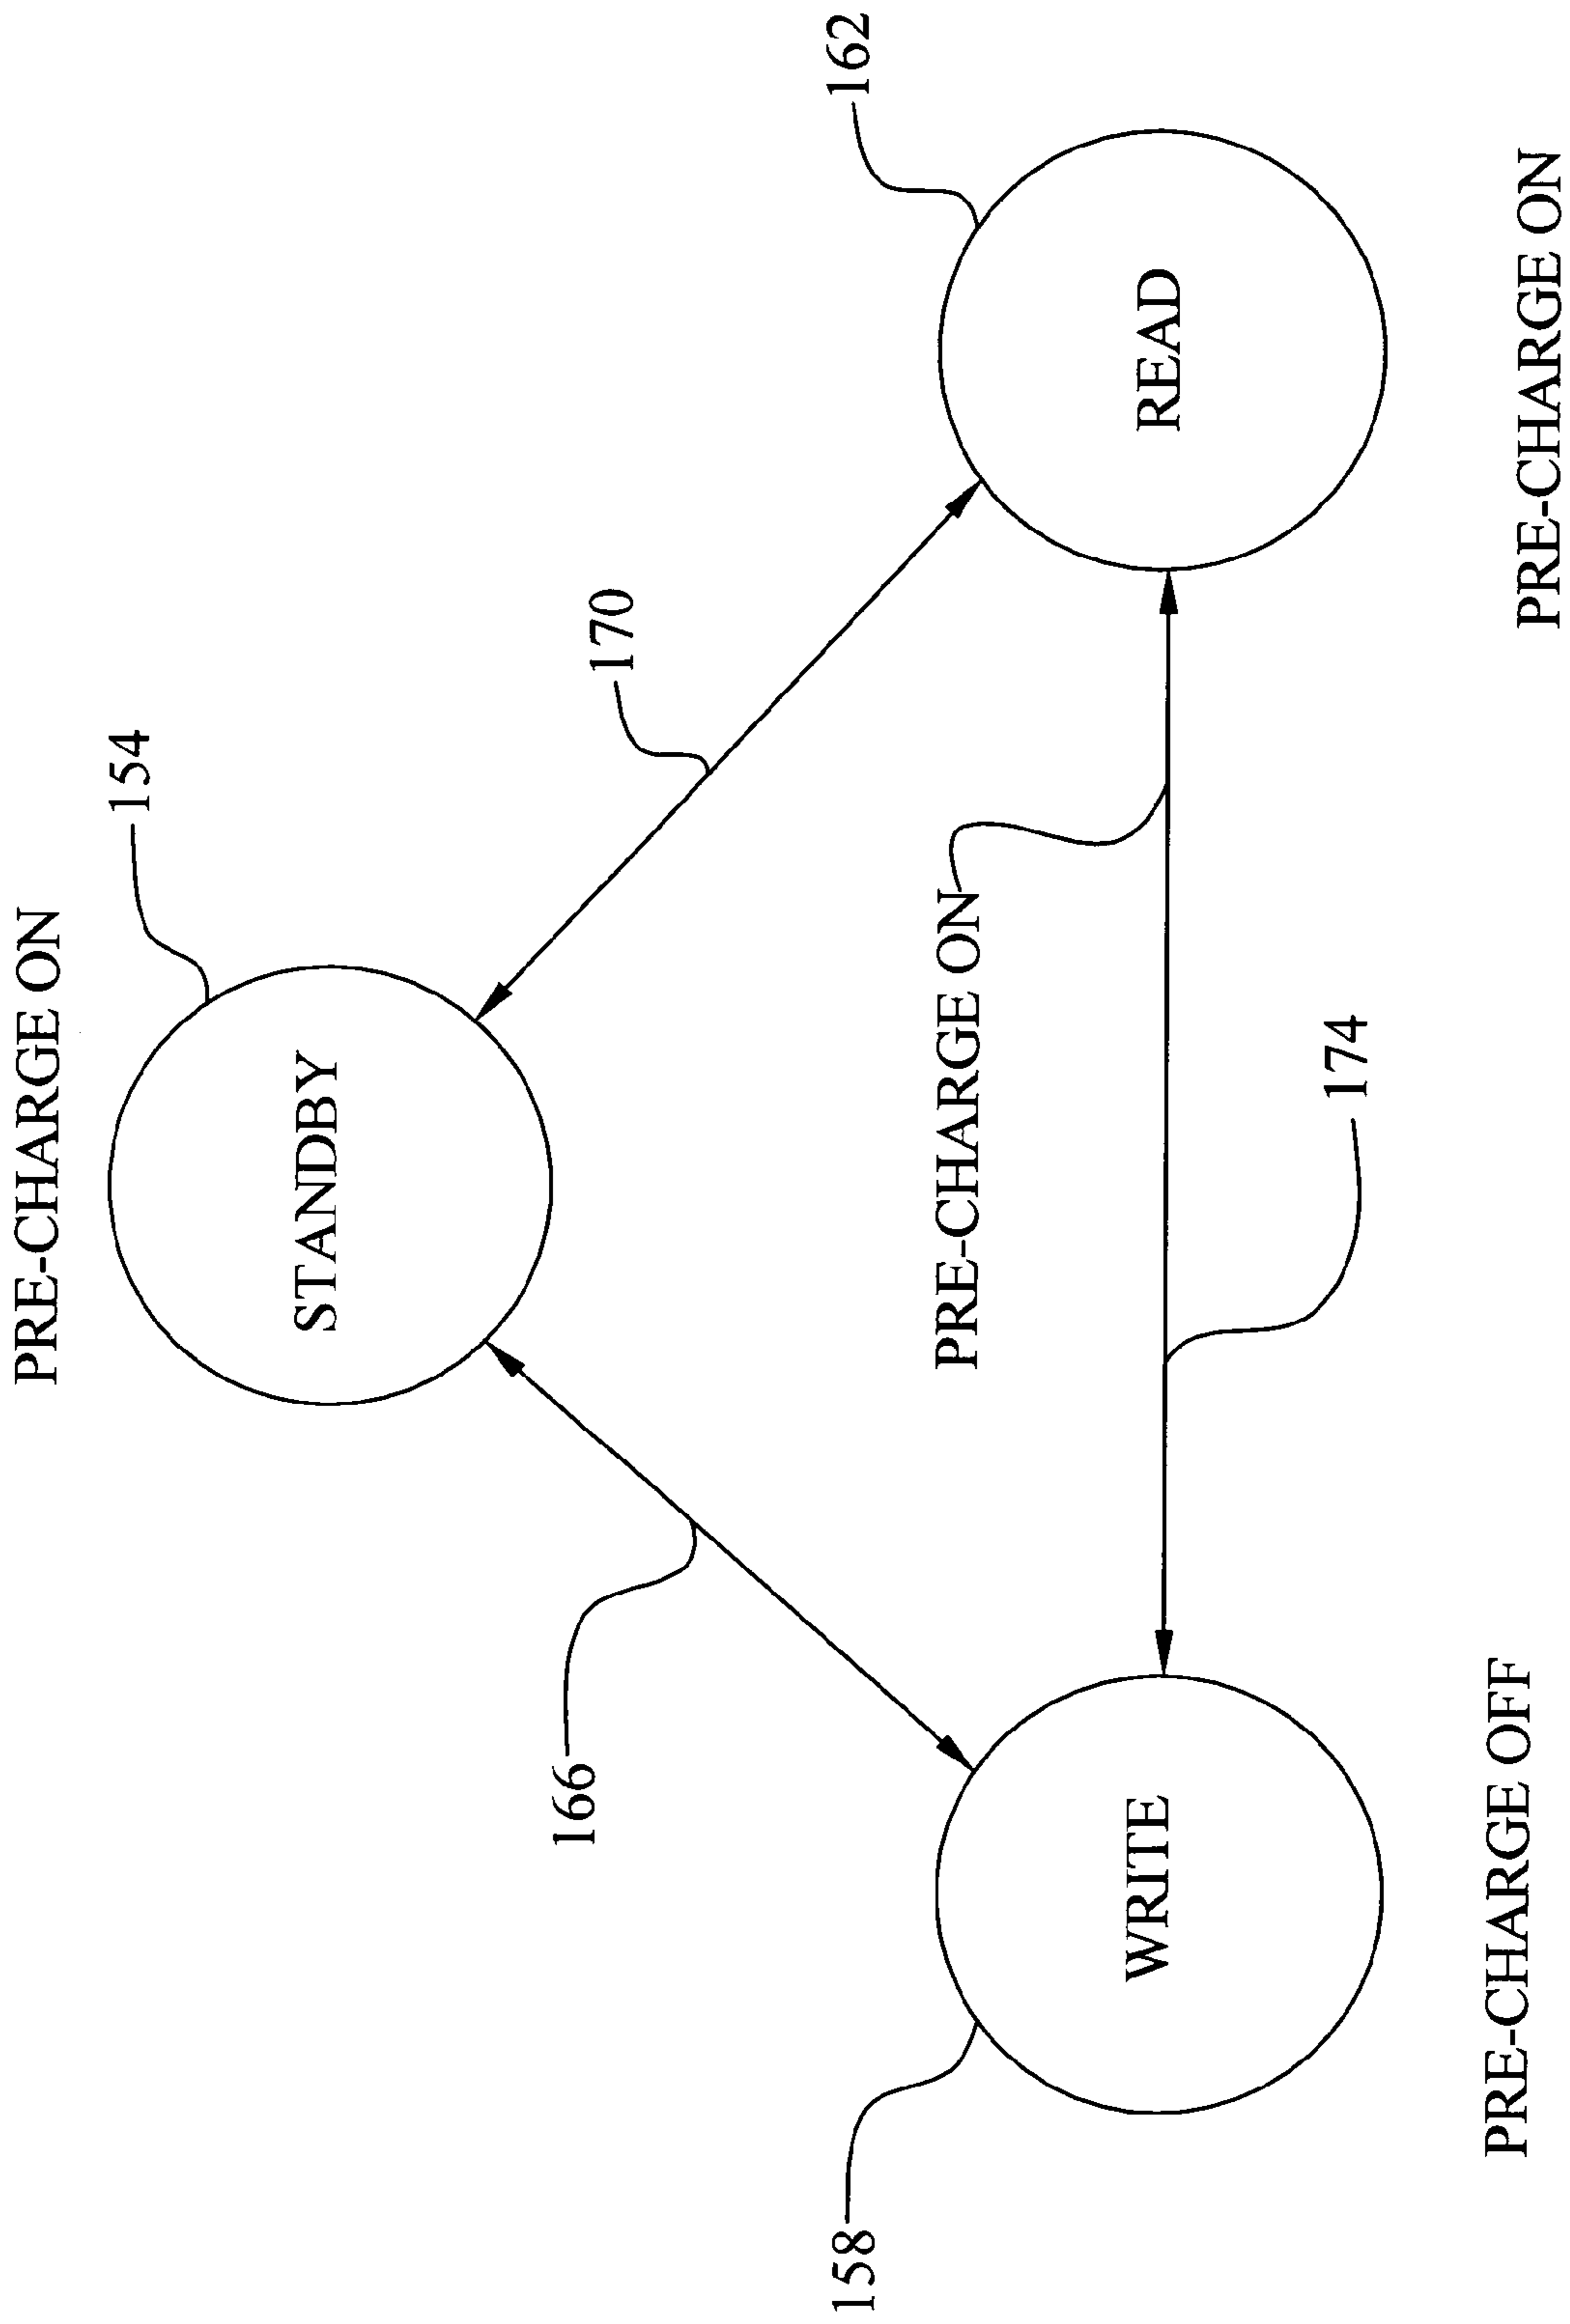 PRE-CHARGE ON
154
STANDBY
170
166
162
PRE-CHARGE ON
158
WRITE
READ
174
PRE-CHARGE OFF
PRE-CHARGE ON